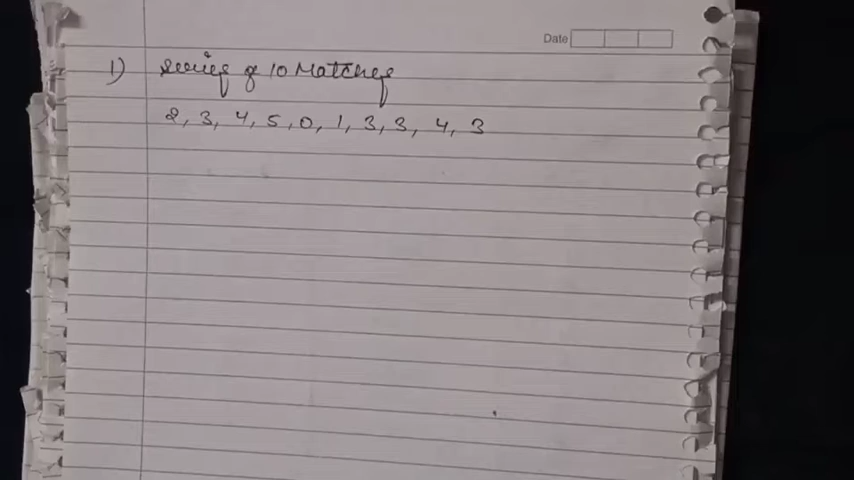 Date
1) series of 10 Matches
2, 3, 4, 5, 0, 1, 3, 3, 4, 3